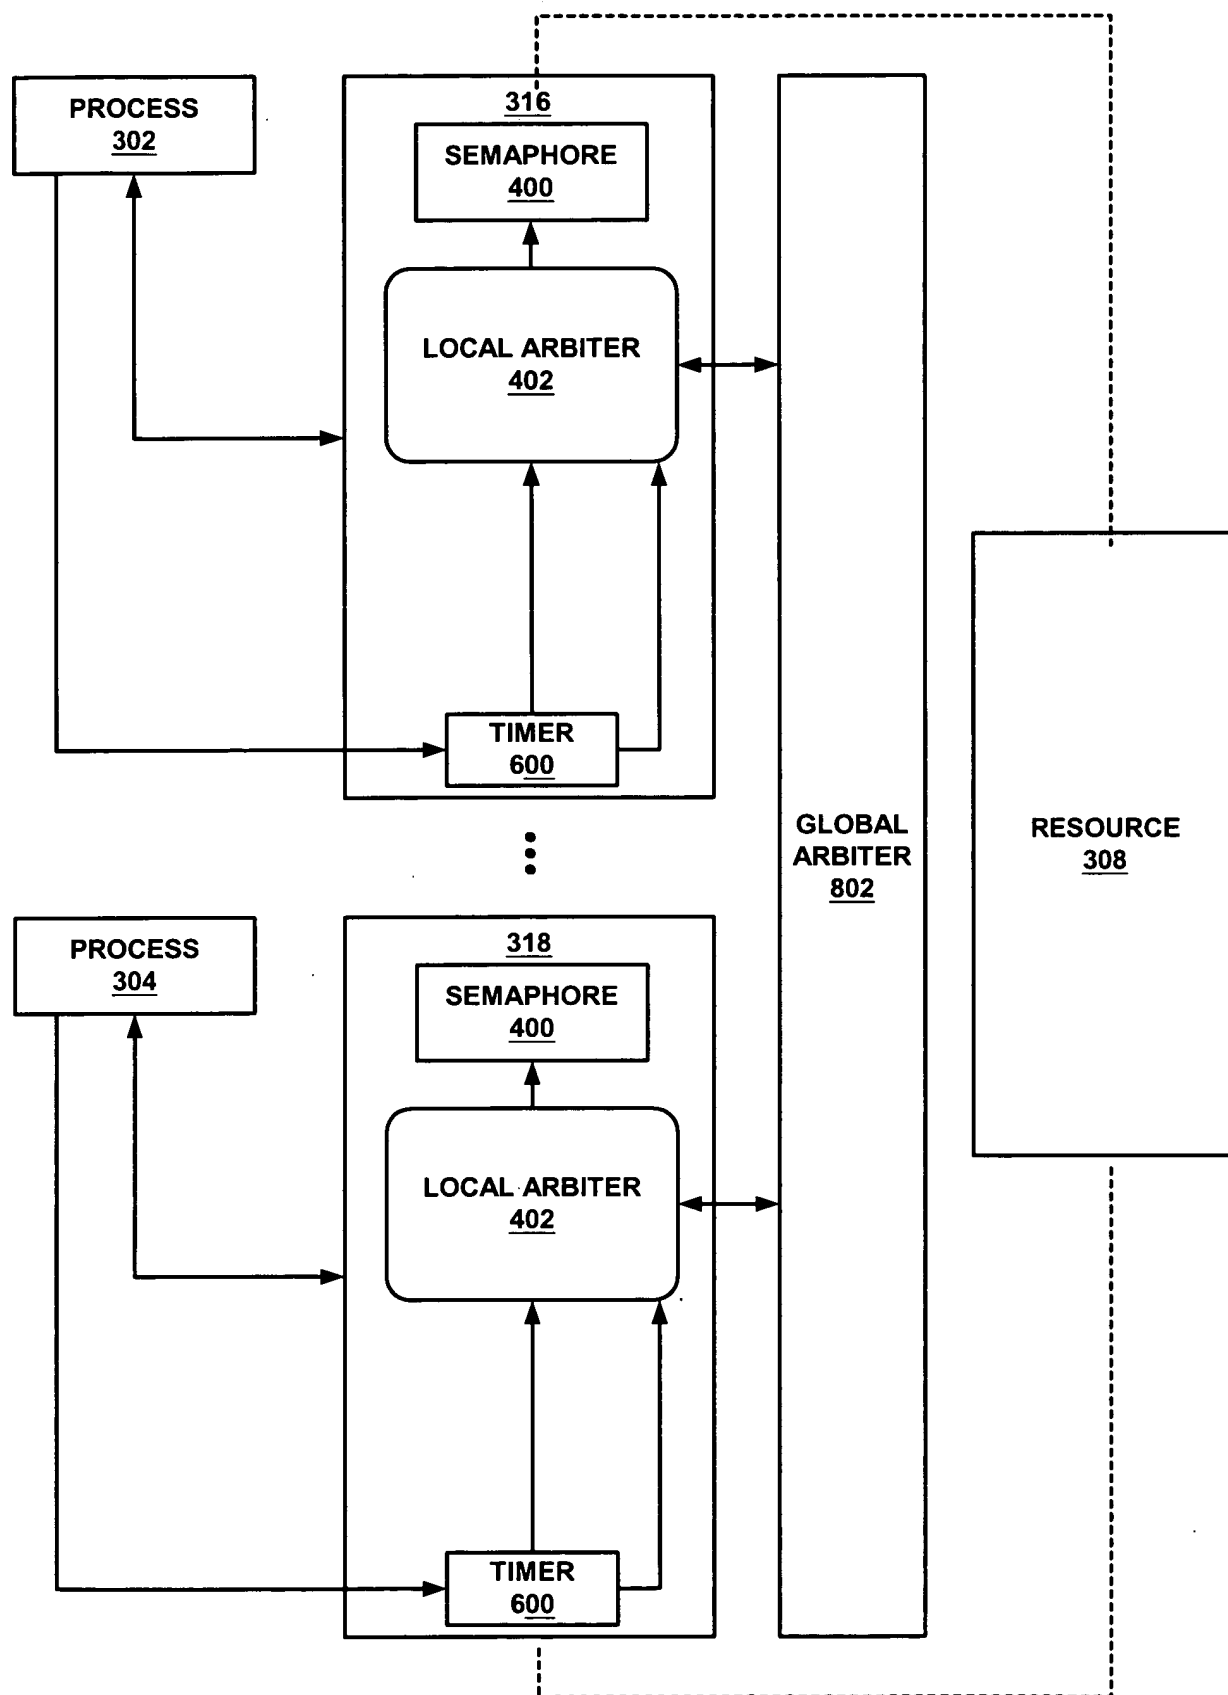 PROCESS
302
316
SEMAPHORE
400
LOCAL ARBITER
402
TIMER
600
PROCESS
304
318
SEMAPHORE
400
LOCAL ARBITER
402
TIMER
600
GLOBAL
ARBITER
802
RESOURCE
308